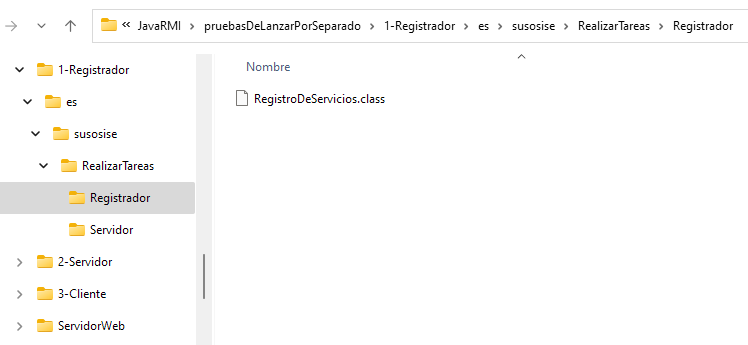 « JavaRMI > pruebasDeLanzarPorSeparado > 1-Registrador > es > susosise > RealizarTareas > Registrador
1-Registrador
es
susosise
RealizarTareas
Registrador
Servidor
2-Servidor
3-Cliente
ServidorWeb
Nombre
RegistroDeServicios.class